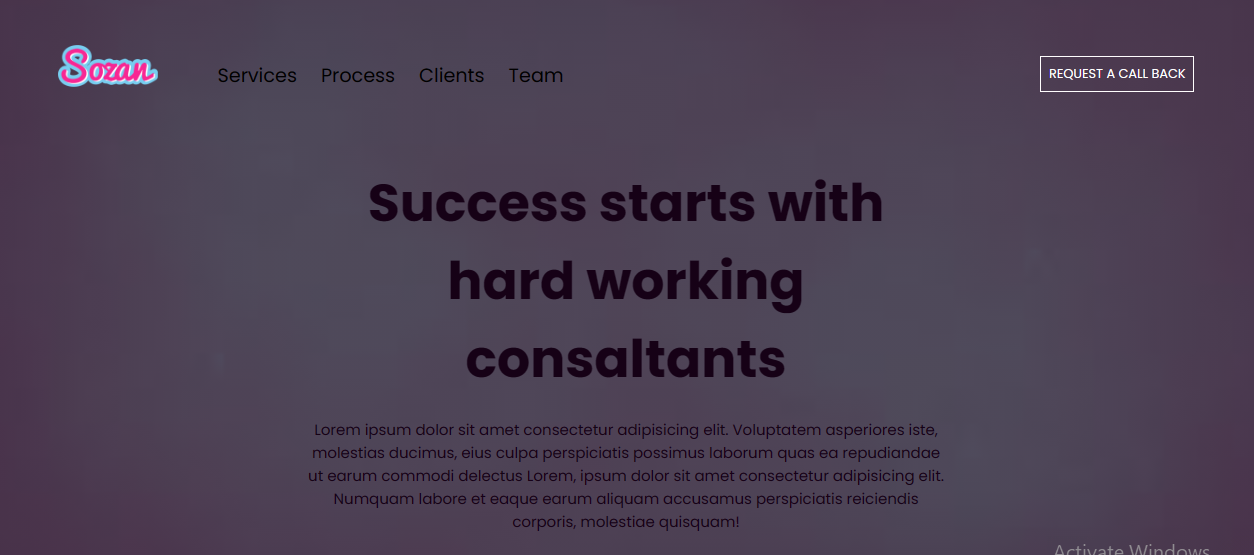 Sozan
Services Process Clients Team
REQUEST A CALL BACK
Success starts with
hard working
consaltants
Lorem ipsum dolor sit amet consectetur adipisicing elit. Voluptatem asperiores iste,
molestias ducimus, eius culpa perspiciatis possimus laborum quas ea repudiandae
ut earum commodi delectus Lorem, ipsum dolor sit amet consectetur adipisicing elit.
Numquam labore et eaque earum aliquam accusamus perspiciatis reiciendis
corporis, molestiae quisquam!
Activate Windows